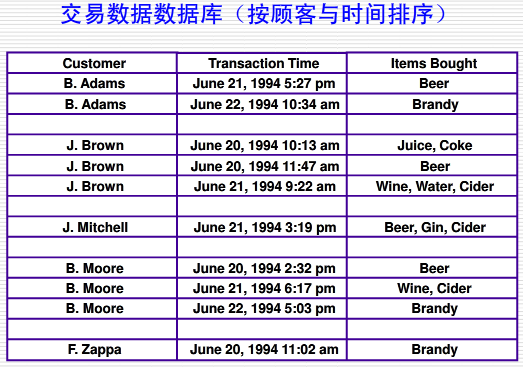 交易数据数据库（按顾客与时间排序）
Customer Transaction Time Items Bought
B. Adams June 21, 1994 5:27 pm Beer
B. Adams June 22, 1994 10:34 am Brandy
J. Brown June 20, 1994 10:13 am Juice, Coke
J. Brown June 20, 1994 11:47 am Beer
J. Brown June 21, 1994 9:22 am Wine, Water, Cider
J. Mitchell June 21, 1994 3:19 pm Beer, Gin, Cider
B. Moore June 20, 1994 2:32 pm Beer
B. Moore June 21, 1994 6:17 pm Wine, Cider
B. Moore June 22, 1994 5:03 pm Brandy
F. Zappa June 20, 1994 11:02 am Brandy